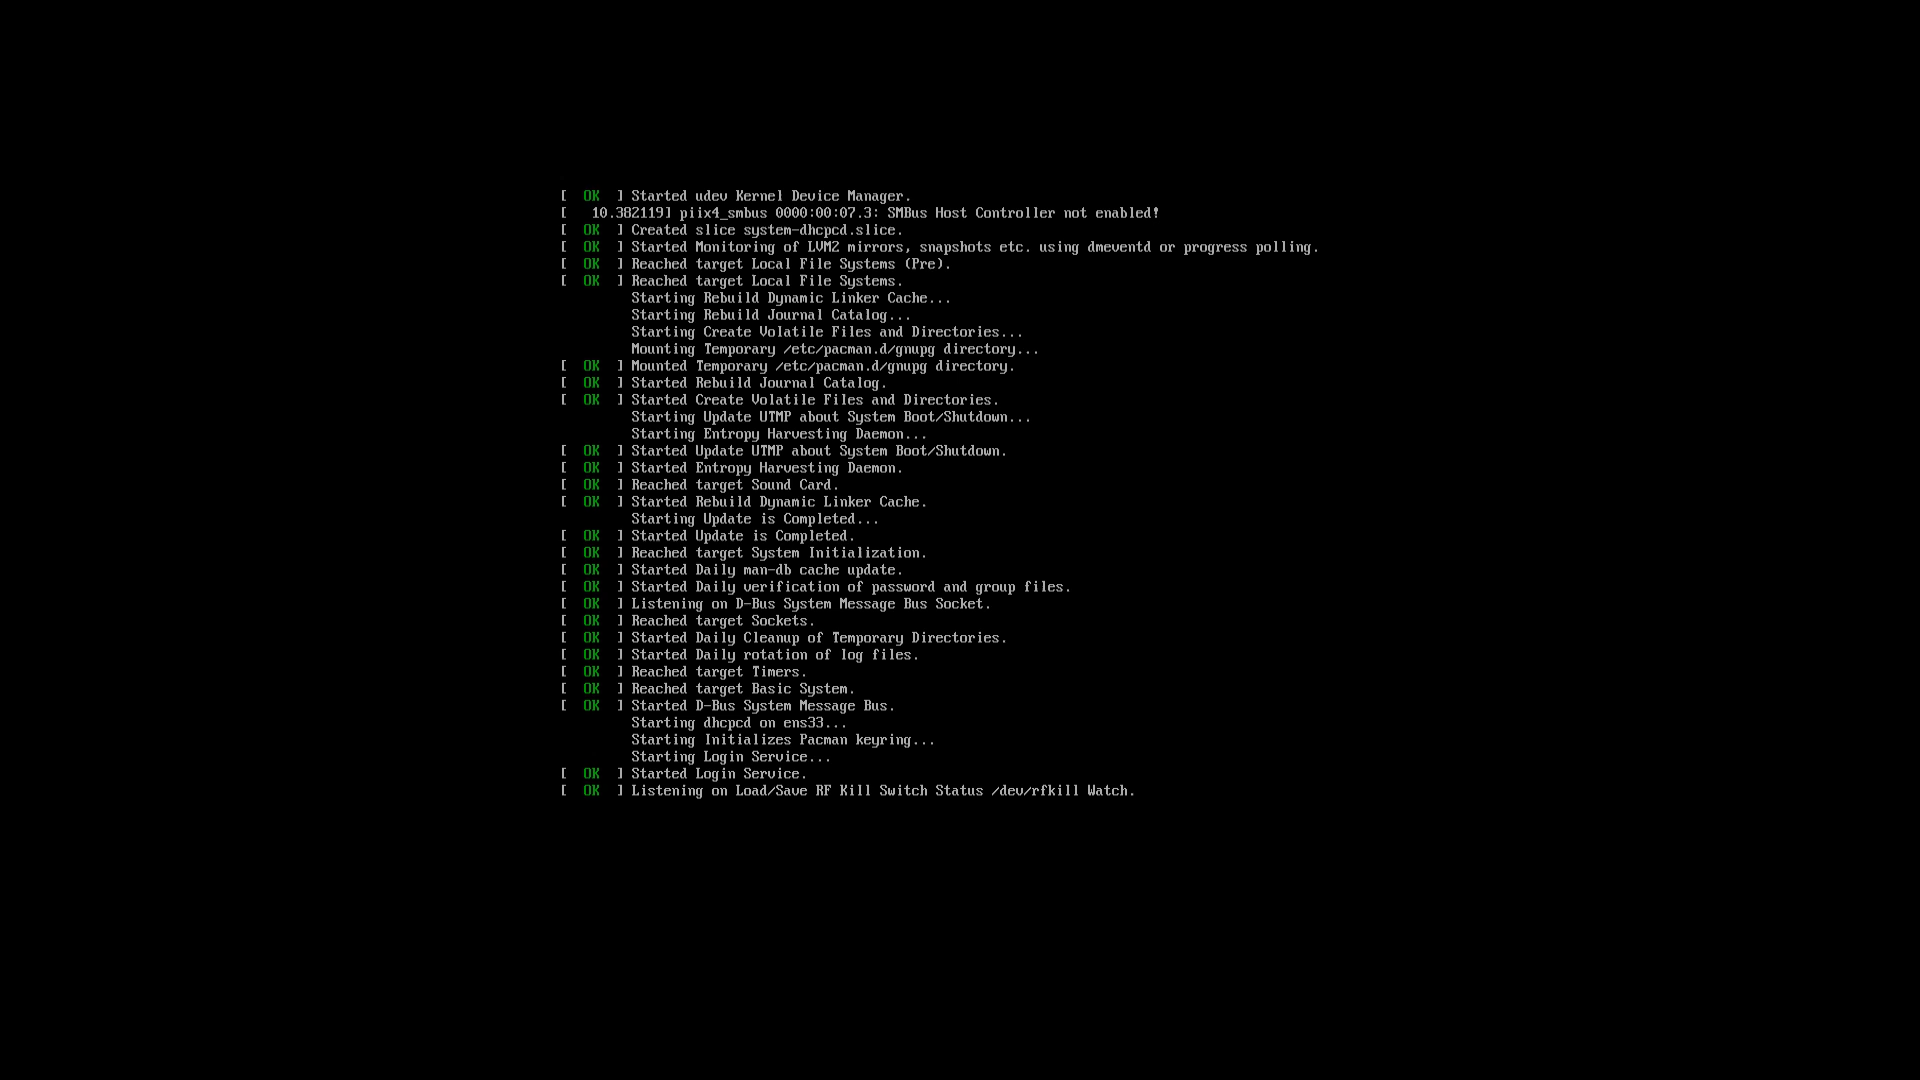 [  OK  ] Started udev Kernel Device Manager.
[   10.382119] piix4_smbus 0000:00:07.3: SMBus Host Controller not enabled!
[  OK  ] Created slice system-dhcpcd.slice.
[  OK  ] Started Monitoring of LVM2 mirrors, snapshots etc. using dmeventd or progress polling.
[  OK  ] Reached target Local File Systems (Pre).
[  OK  ] Reached target Local File Systems.
         Starting Rebuild Dynamic Linker Cache...
         Starting Rebuild Journal Catalog...
         Starting Create Volatile Files and Directories...
         Mounting Temporary /etc/pacman.d/gnupg directory...
[  OK  ] Mounted Temporary /etc/pacman.d/gnupg directory.
[  OK  ] Started Rebuild Journal Catalog.
[  OK  ] Started Create Volatile Files and Directories.
         Starting Update UTMP about System Boot/Shutdown...
         Starting Entropy Harvesting Daemon...
[  OK  ] Started Update UTMP about System Boot/Shutdown.
[  OK  ] Started Entropy Harvesting Daemon.
[  OK  ] Reached target Sound Card.
[  OK  ] Started Rebuild Dynamic Linker Cache.
         Starting Update is Completed...
[  OK  ] Started Update is Completed.
[  OK  ] Reached target System Initialization.
[  OK  ] Started Daily man-db cache update.
[  OK  ] Started Daily verification of password and group files.
[  OK  ] Listening on D-Bus System Message Bus Socket.
[  OK  ] Reached target Sockets.
[  OK  ] Started Daily Cleanup of Temporary Directories.
[  OK  ] Started Daily rotation of log files.
[  OK  ] Reached target Timers.
[  OK  ] Reached target Basic System.
[  OK  ] Started D-Bus System Message Bus.
         Starting dhcpcd on ens33...
         Starting Initializes Pacman keyring...
         Starting Login Service...
[  OK  ] Started Login Service.
[  OK  ] Listening on Load/Save RF Kill Switch Status /dev/rfkill Watch.